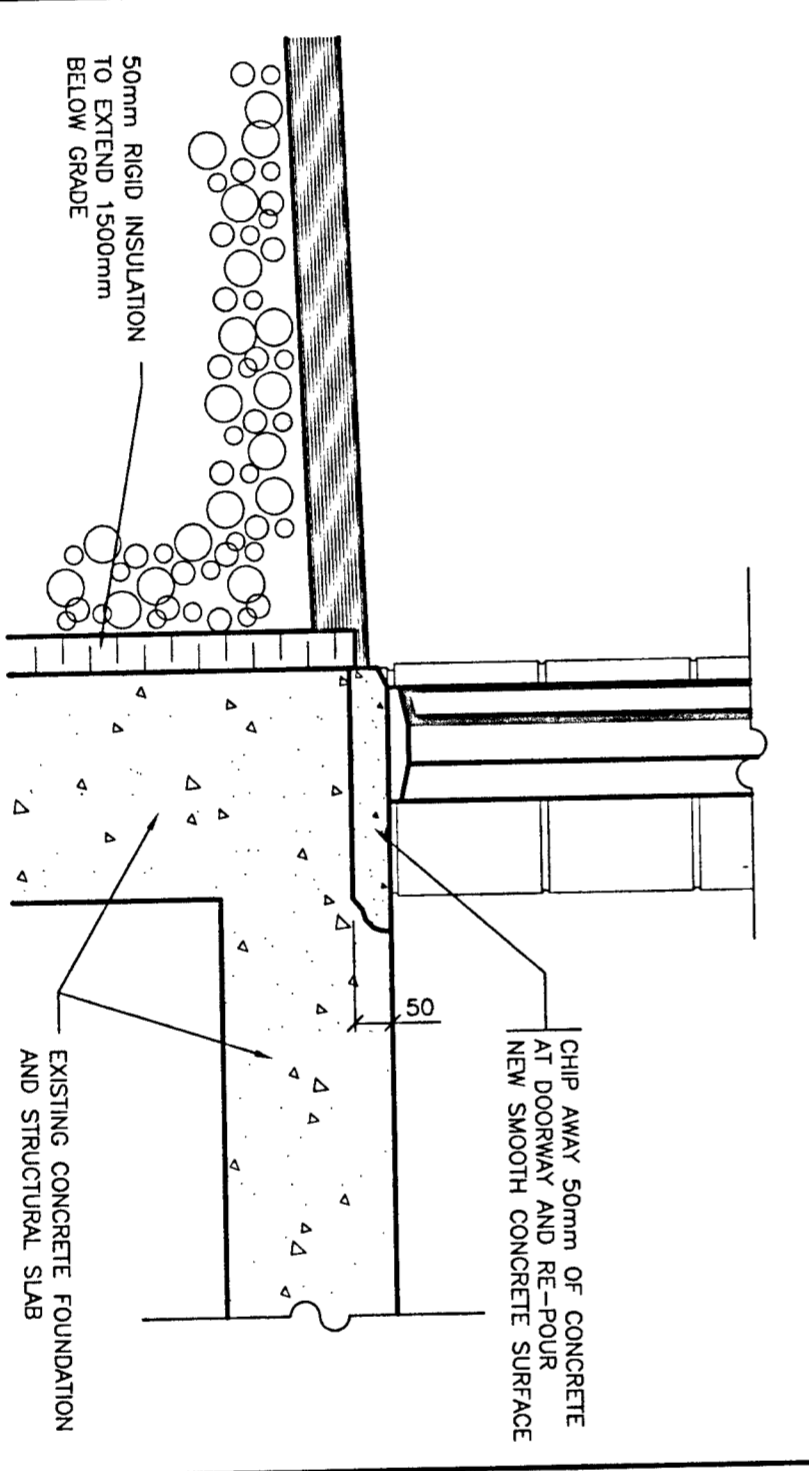 CHIP AWAY 50mm OF CONCRETE
AT DOORWAY AND RE-POUR
NEW SMOOTH CONCRETE SURFACE
50
50mm RIGID INSULATION
TO EXTEND 1500mm
BELOW GRADE
EXISTING CONCRETE FOUNDATION
AND STRUCTURAL SLAB